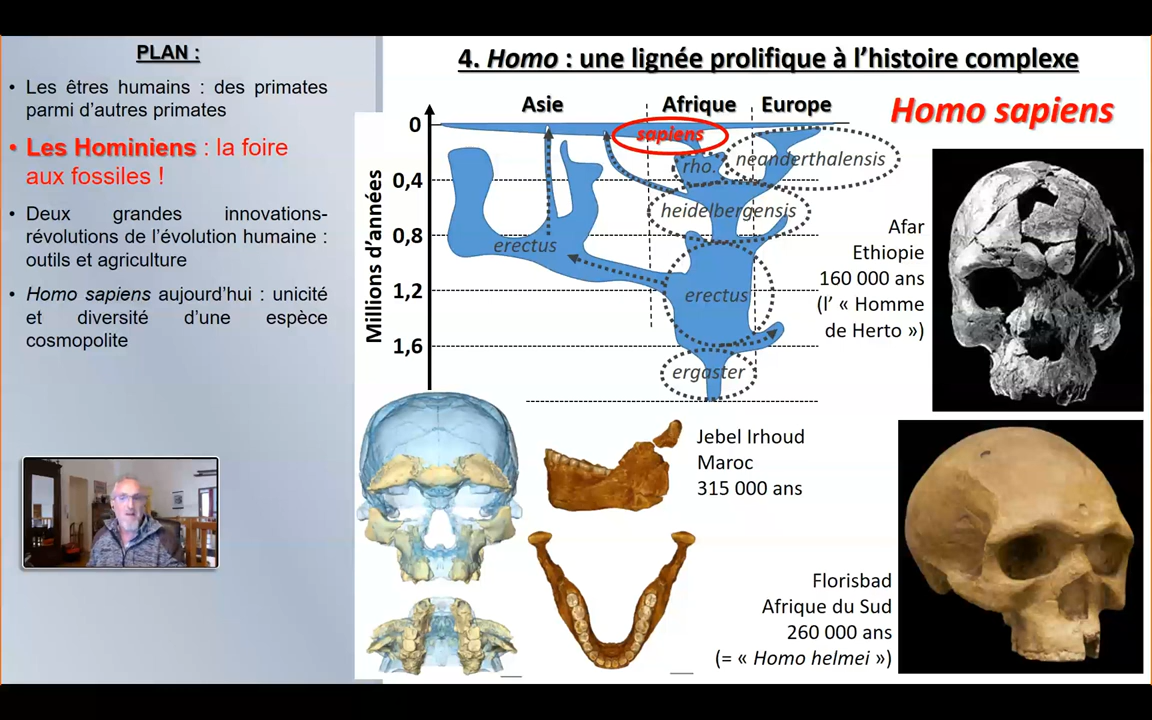 PLAN :
• Les êtres humains : des primates
parmi d'autres primates
• Les Hominiens : la foire
aux fossiles !
• Deux grandes innovations-
révolutions de l'évolution humaine :
outils et agriculture
• Homo sapiens aujourd'hui : unicité
et diversité d'une espèce
cosmopolite
4. Homo : une lignée prolifique à l'histoire complexe
Homo sapiens
Asie Afrique Europe
Millions d'années
0
0,4
0,8
1,2
1,6
sapiens
rho.
neanderthalensis
heidelbergensis
erectus
erectus
ergaster
Afar
Ethiopie
160 000 ans
(l' « Homme
de Herto »)
Jebel Irhoud
Maroc
315 000 ans
Florisbad
Afrique du Sud
260 000 ans
(= « Homo helmei »)